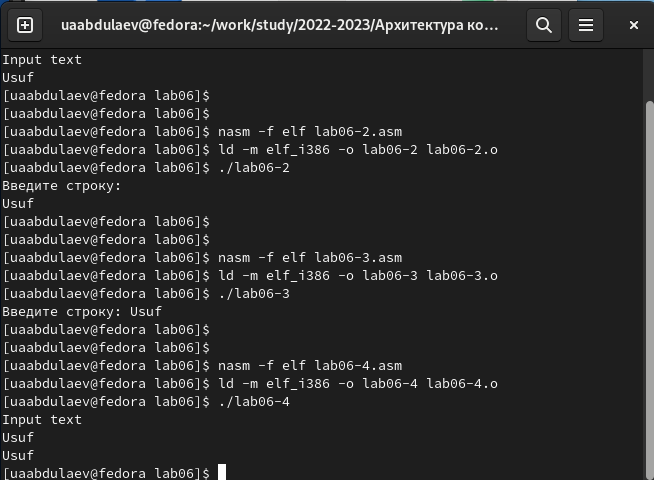 uaabdulaev@fedora:~/work/study/2022-2023/Архитектура ко...
Input text
Usuf
[uaabdulaev@fedora lab06]$
[uaabdulaev@fedora lab06]$
[uaabdulaev@fedora lab06]$ nasm -f elf lab06-2.asm
[uaabdulaev@fedora lab06]$ ld -m elf_i386 -o lab06-2 lab06-2.o
[uaabdulaev@fedora lab06]$ ./lab06-2
Введите строку:
Usuf
[uaabdulaev@fedora lab06]$
[uaabdulaev@fedora lab06]$
[uaabdulaev@fedora lab06]$ nasm -f elf lab06-3.asm
[uaabdulaev@fedora lab06]$ ld -m elf_i386 -o lab06-3 lab06-3.o
[uaabdulaev@fedora lab06]$ ./lab06-3
Введите строку: Usuf
[uaabdulaev@fedora lab06]$
[uaabdulaev@fedora lab06]$
[uaabdulaev@fedora lab06]$ nasm -f elf lab06-4.asm
[uaabdulaev@fedora lab06]$ ld -m elf_i386 -o lab06-4 lab06-4.o
[uaabdulaev@fedora lab06]$ ./lab06-4
Input text
Usuf
Usuf
[uaabdulaev@fedora lab06]$